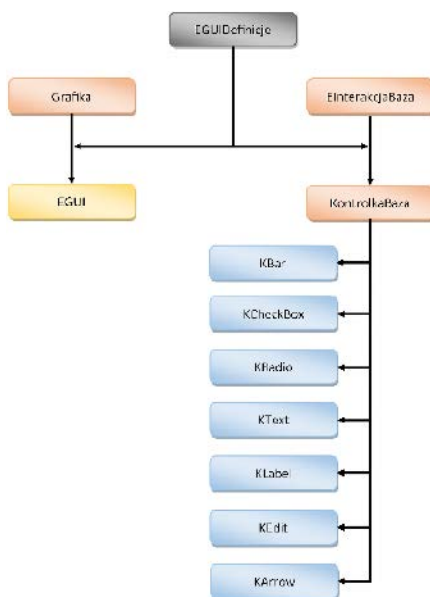 EGUIDefinicje
Grafika
EInterakcjaBaza
EGUI
KontrolkaBaza
KBar
KCheckBox
KRadio
KText
KLabel
KEdit
KArrow